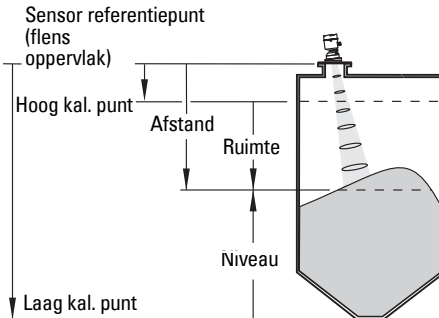 Sensor referentiepunt
(flens
oppervlak)
Hoog kal. punt
Afstand
Ruimte
Niveau
Laag kal. punt